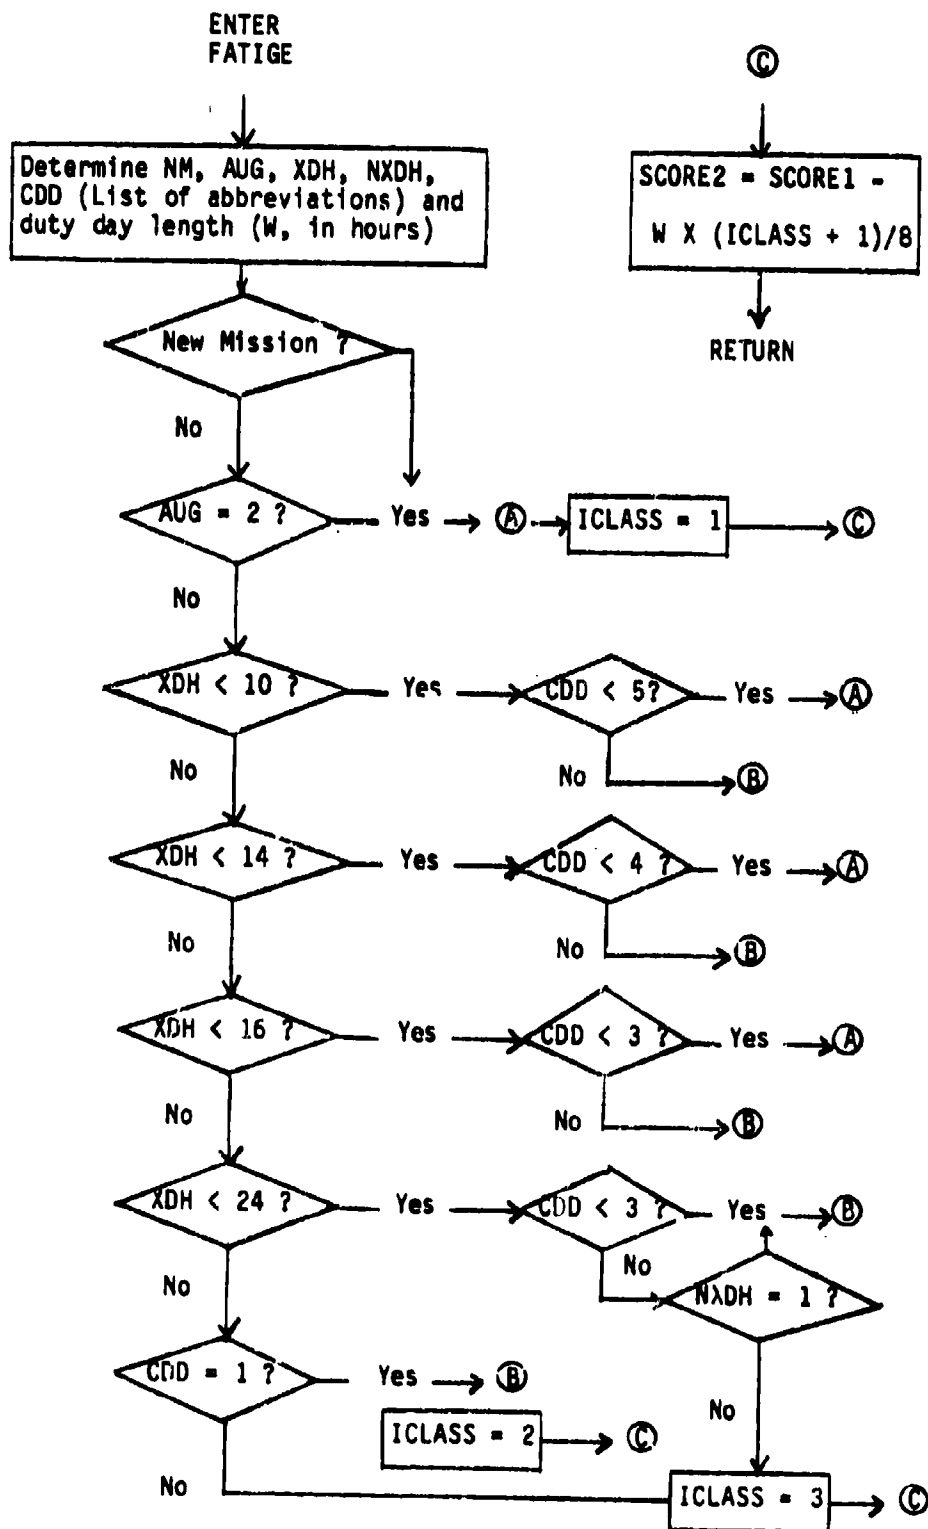 ENTER
FATIGE
Ⓒ
Determine NM, AUG, XDH, NXDH,
CDD (List of abbreviations) and
duty day length (W, in hours)
SCORE2 = SCORE1 -
W X (ICLASS + 1)/8
RETURN
New Mission ?
No
AUG = 2 ?
Yes
Ⓐ
ICLASS = 1
Ⓒ
No
XDH < 10 ?
Yes
CDD < 5?
Yes
Ⓐ
No
No
Ⓑ
XDH < 14 ?
Yes
CDD < 4 ?
Yes
Ⓐ
No
No
Ⓑ
XDH < 16 ?
Yes
CDD < 3 ?
Yes
Ⓐ
No
No
Ⓑ
XDH < 24 ?
Yes
CDD < 3 ?
Yes
Ⓑ
No
No
NXDH = 1 ?
CDD = 1 ?
Yes
Ⓑ
No
ICLASS = 2
Ⓒ
No
ICLASS = 3
Ⓒ